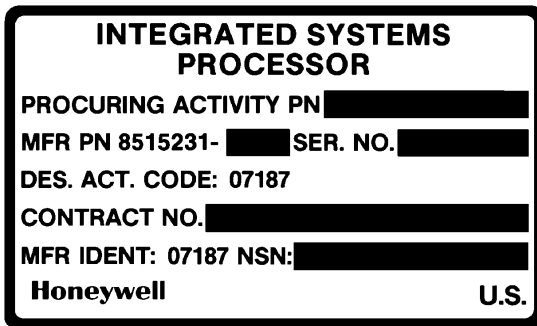 INTEGRATED SYSTEMS
PROCESSOR
PROCURING ACTIVITY PN
MFR PN 8515231- SER. NO.
DES. ACT. CODE: 07187
CONTRACT NO.
MFR IDENT: 07187 NSN:
Honeywell U.S.